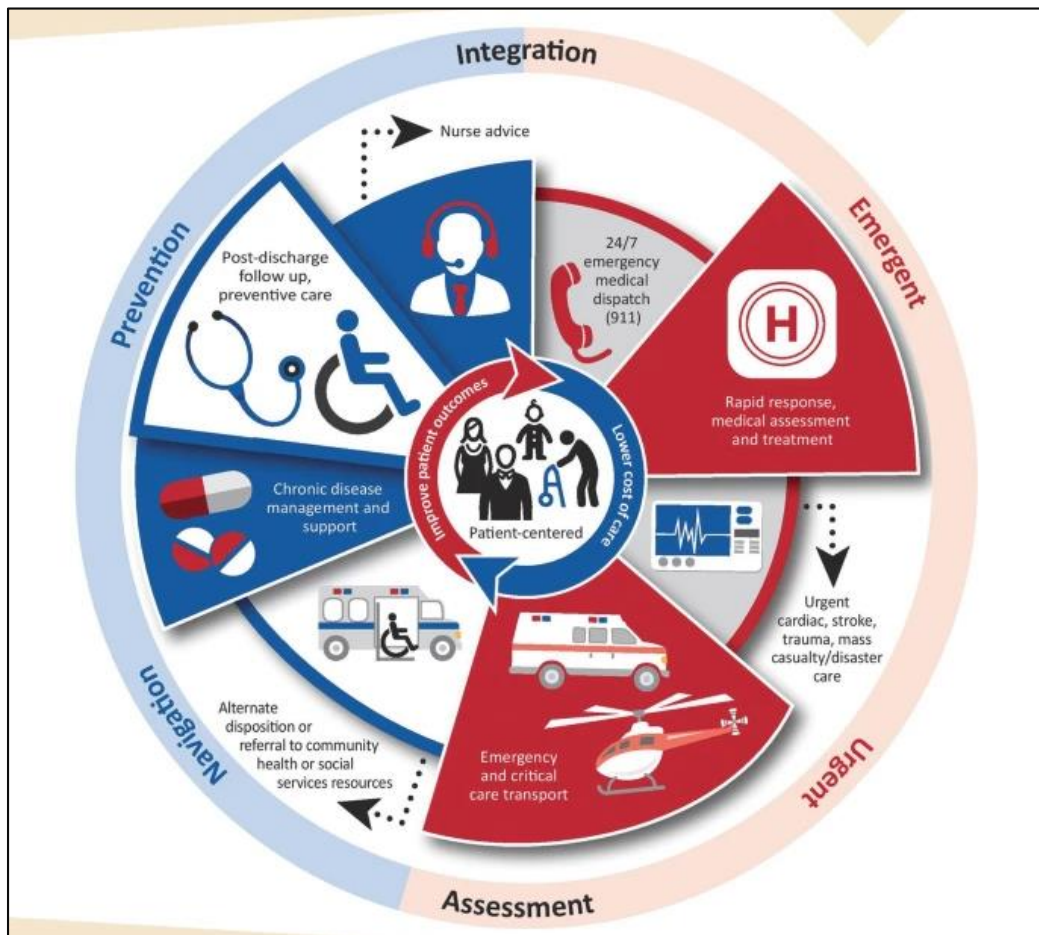 Integration
Emergent
Urgent
Assessment
Navigation
Prevention
Nurse advice
24/7
emergency
medical
dispatch
(911)
H
Rapid response,
medical assessment
and treatment
Urgent
cardiac, stroke,
trauma, mass
casualty/disaster
care
Emergency
and critical
care transport
Alternate
disposition or
referral to community
health or social
services resources
Chronic disease
management and
support
Post-discharge
follow up,
preventive care
Improve patient outcomes
Lower cost of care
Patient-centered